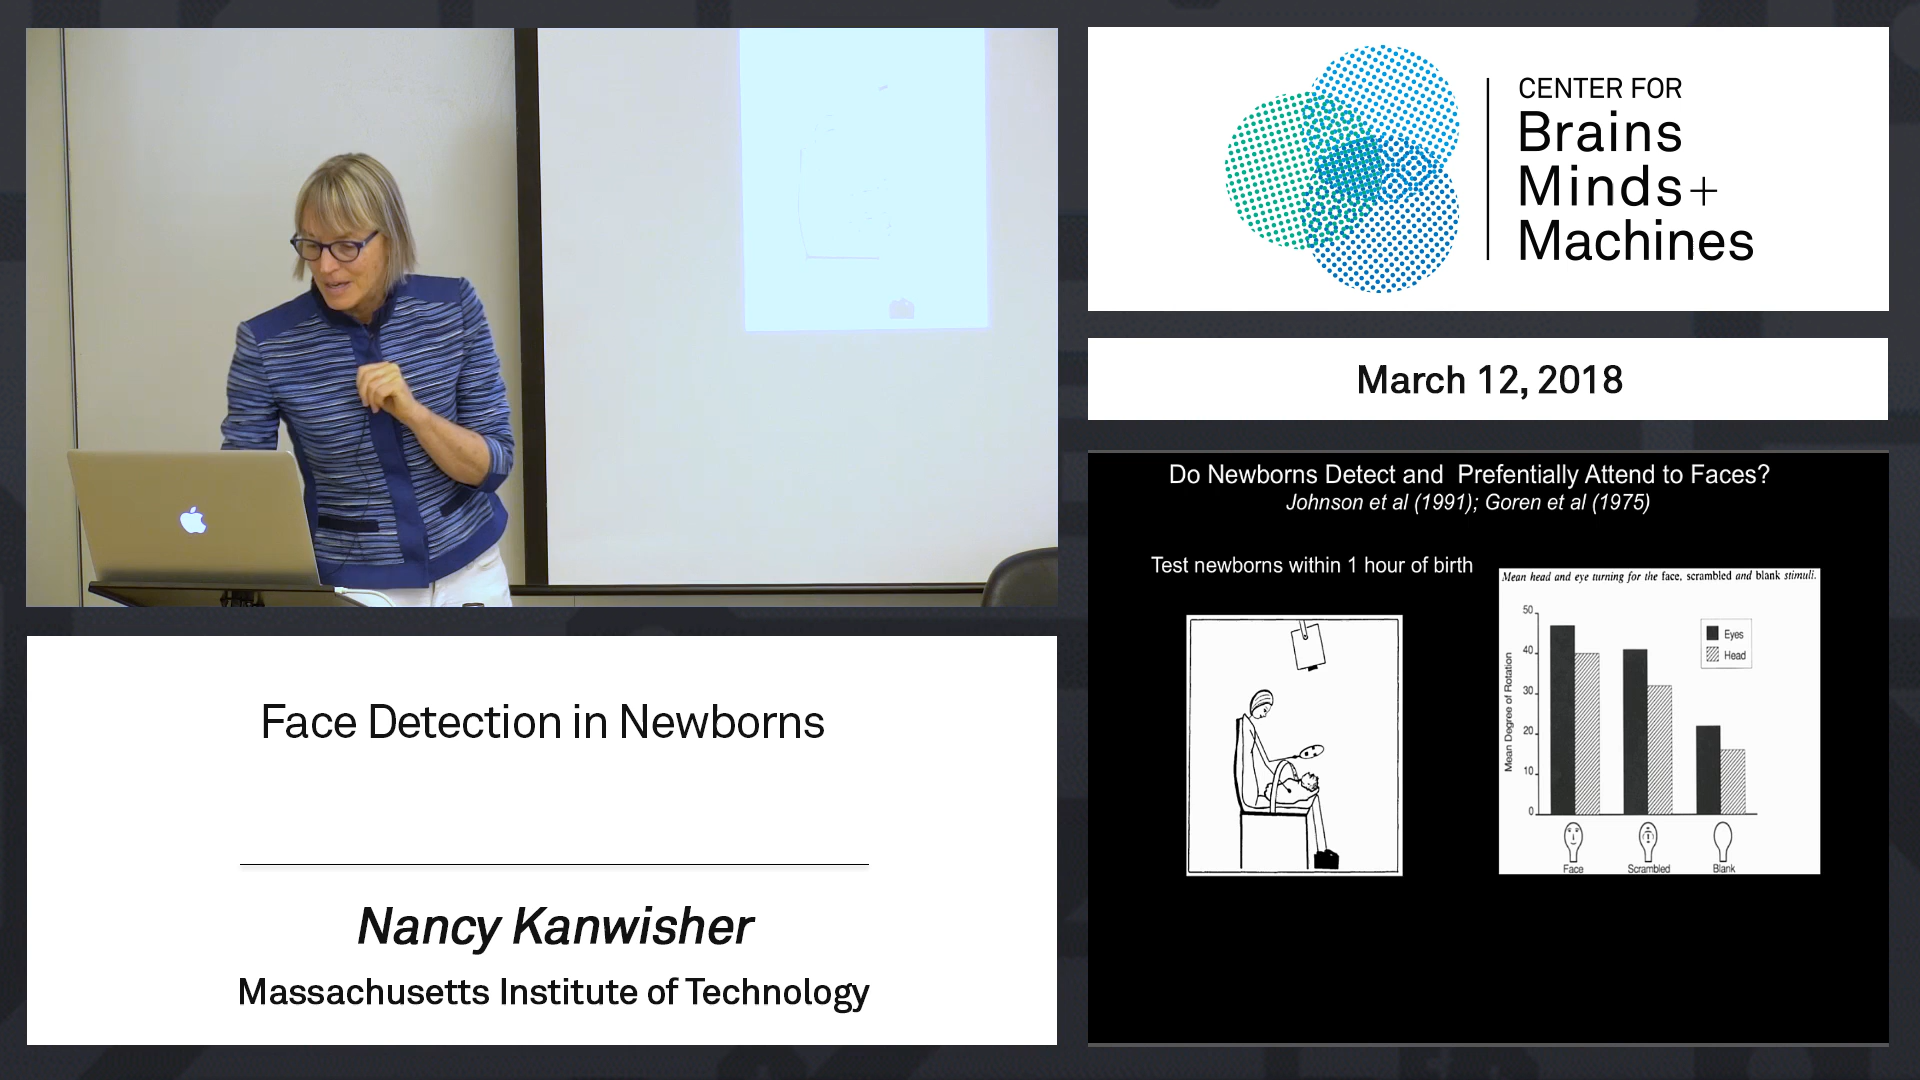 CENTER FOR
Brains
Minds+
Machines
March 12, 2018
Do Newborns Detect and Prefentially Attend to Faces?
Johnson et al (1991); Goren et al (1975)
Test newborns within 1 hour of birth
Mean head and eye turning for the face, scrambled and blank stimuli.
Mean Degree of Rotation
50
40
30
20
10
0
Eyes
Head
Face
Scrambled
Blank
Face Detection in Newborns
Nancy Kanwisher
Massachusetts Institute of Technology